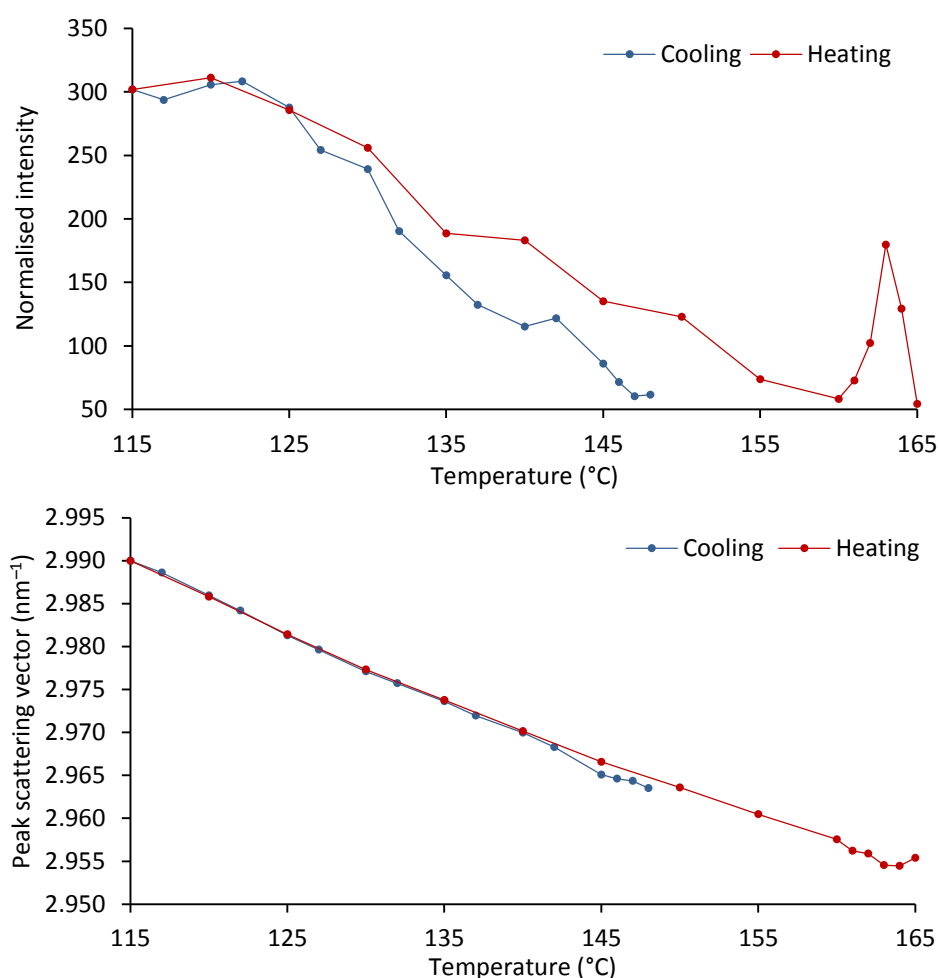 350
300
250
200
150
100
50
Normalised intensity
Cooling Heating
115 125 135 145 155 165
Temperature (°C)
2.995
2.990
2.985
2.980
2.975
2.970
2.965
2.960
2.955
2.950
Peak scattering vector (nm⁻¹)
Cooling Heating
115 125 135 145 155 165
Temperature (°C)